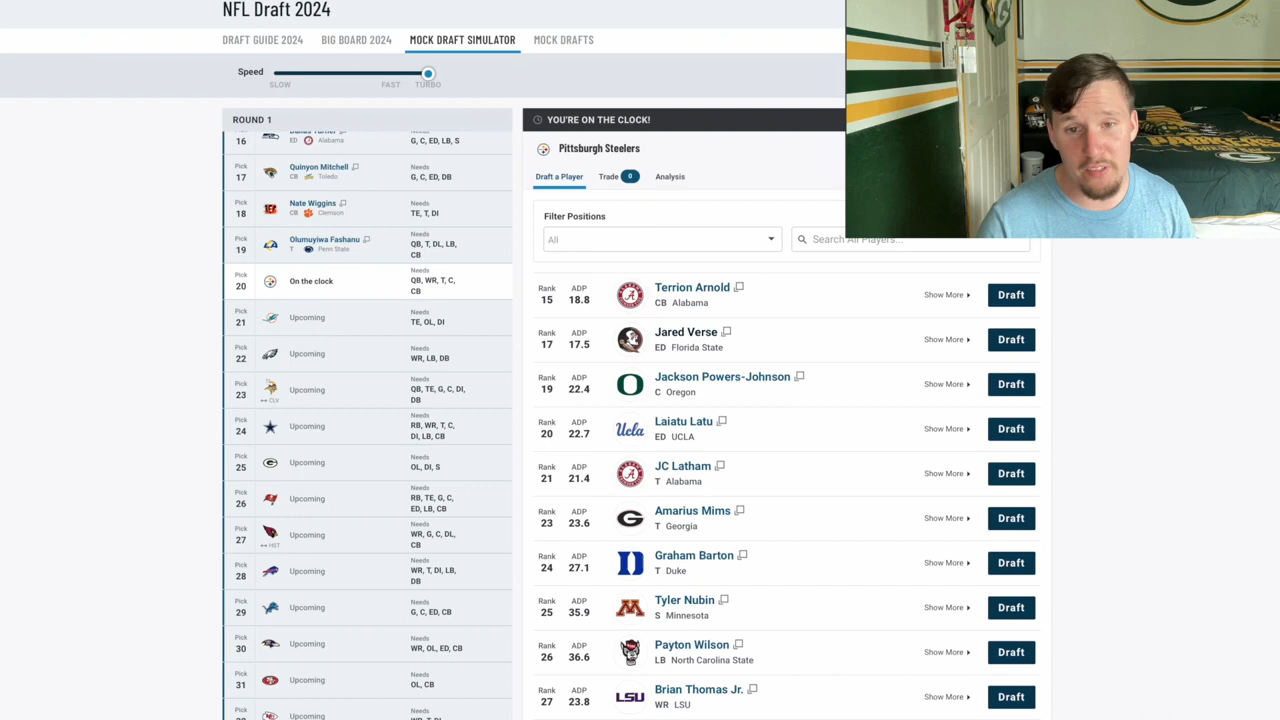 NFL Draft 2024
DRAFT GUIDE 2024 BIG BOARD 2024 MOCK DRAFT SIMULATOR MOCK DRAFTS
Speed
SLOW FAST TURBO
ROUND 1
16 ED Alabama G, C, ED, LB, S
Pick 17 Quinyon Mitchell CB Toledo Needs G, C, ED, DB
Pick 18 Nate Wiggins CB Clemson Needs TE, T, DI
Pick 19 Olumuyiwa Fashanu T Penn State Needs QB, T, DL, LB, CB
Pick 20 On the clock Needs QB, WR, T, C, CB
Pick 21 Upcoming Needs TE, OL, DI
Pick 22 Upcoming Needs WR, LB, DB
Pick 23 CLV Upcoming Needs QB, TE, G, C, DI, DB
Pick 24 Upcoming Needs RB, WR, T, C, DI, LB, CB
Pick 25 Upcoming Needs OL, DI, S
Pick 26 Upcoming Needs RB, TE, G, C, ED, LB, CB
Pick 27 HST Upcoming Needs WR, G, C, DL, CB
Pick 28 Upcoming Needs WR, T, DI, LB, DB
Pick 29 Upcoming Needs G, C, ED, CB
Pick 30 Upcoming Needs WR, OL, ED, CB
Pick 31 Upcoming Needs OL, CB
Pick Upcoming Needs
YOU'RE ON THE CLOCK!
Pittsburgh Steelers
Draft a Player Trade 0 Analysis
Filter Positions
All Search All Players...
Rank 15 ADP 18.8 Terrion Arnold CB Alabama Show More Draft
Rank 17 ADP 17.5 Jared Verse ED Florida State Show More Draft
Rank 19 ADP 22.4 Jackson Powers-Johnson C Oregon Show More Draft
Rank 20 ADP 22.7 Ucla Laiatu Latu ED UCLA Show More Draft
Rank 21 ADP 21.4 JC Latham T Alabama Show More Draft
Rank 23 ADP 23.6 Amarius Mims T Georgia Show More Draft
Rank 24 ADP 27.1 Graham Barton T Duke Show More Draft
Rank 25 ADP 35.9 Tyler Nubin S Minnesota Show More Draft
Rank 26 ADP 36.6 Payton Wilson LB North Carolina State Show More Draft
Rank 27 ADP 23.8 LSU Brian Thomas Jr. WR LSU Show More Draft